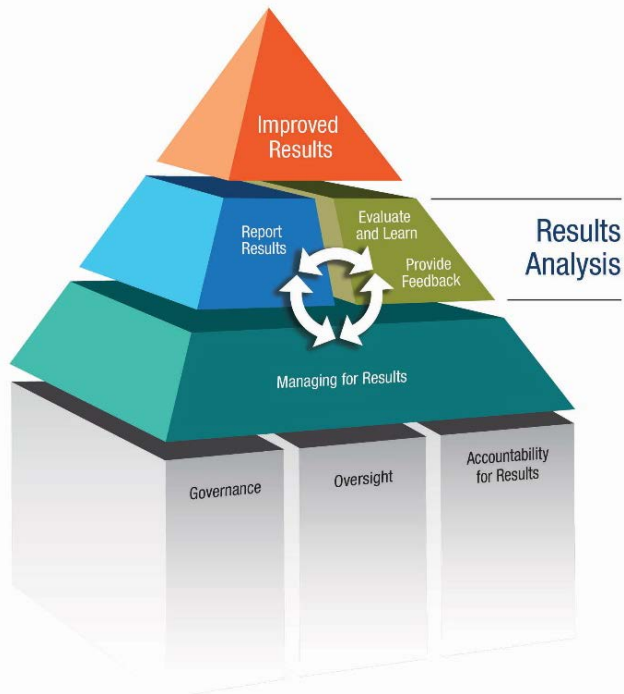 Improved
Results
Report
Results
Evaluate
and Learn
Provide
Feedback
Results
Analysis
Managing for Results
Governance
Oversight
Accountability
for Results